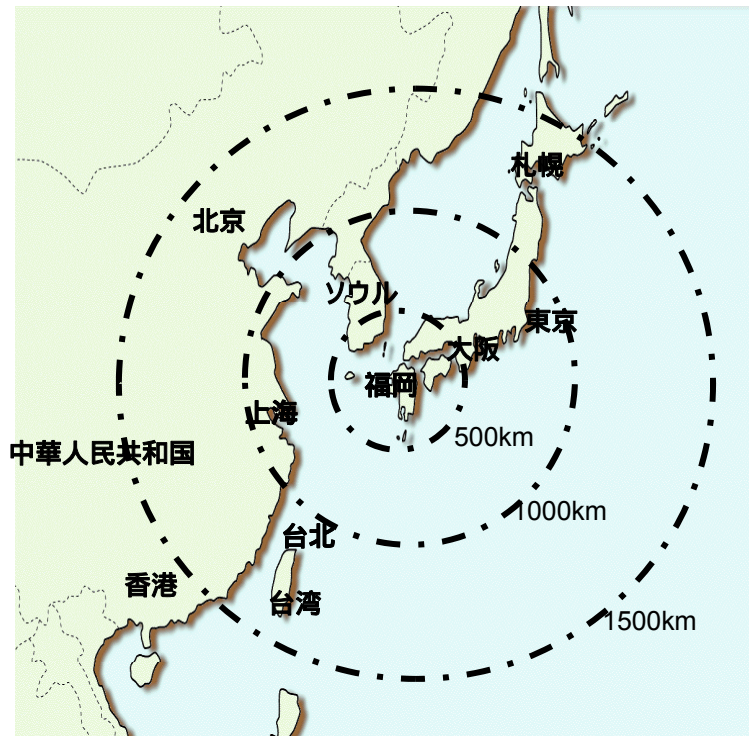 札幌
北京
ソウル
東京
大阪
福岡
上海
500km
中華人民共和国
1000km
台北
香港
台湾
1500km